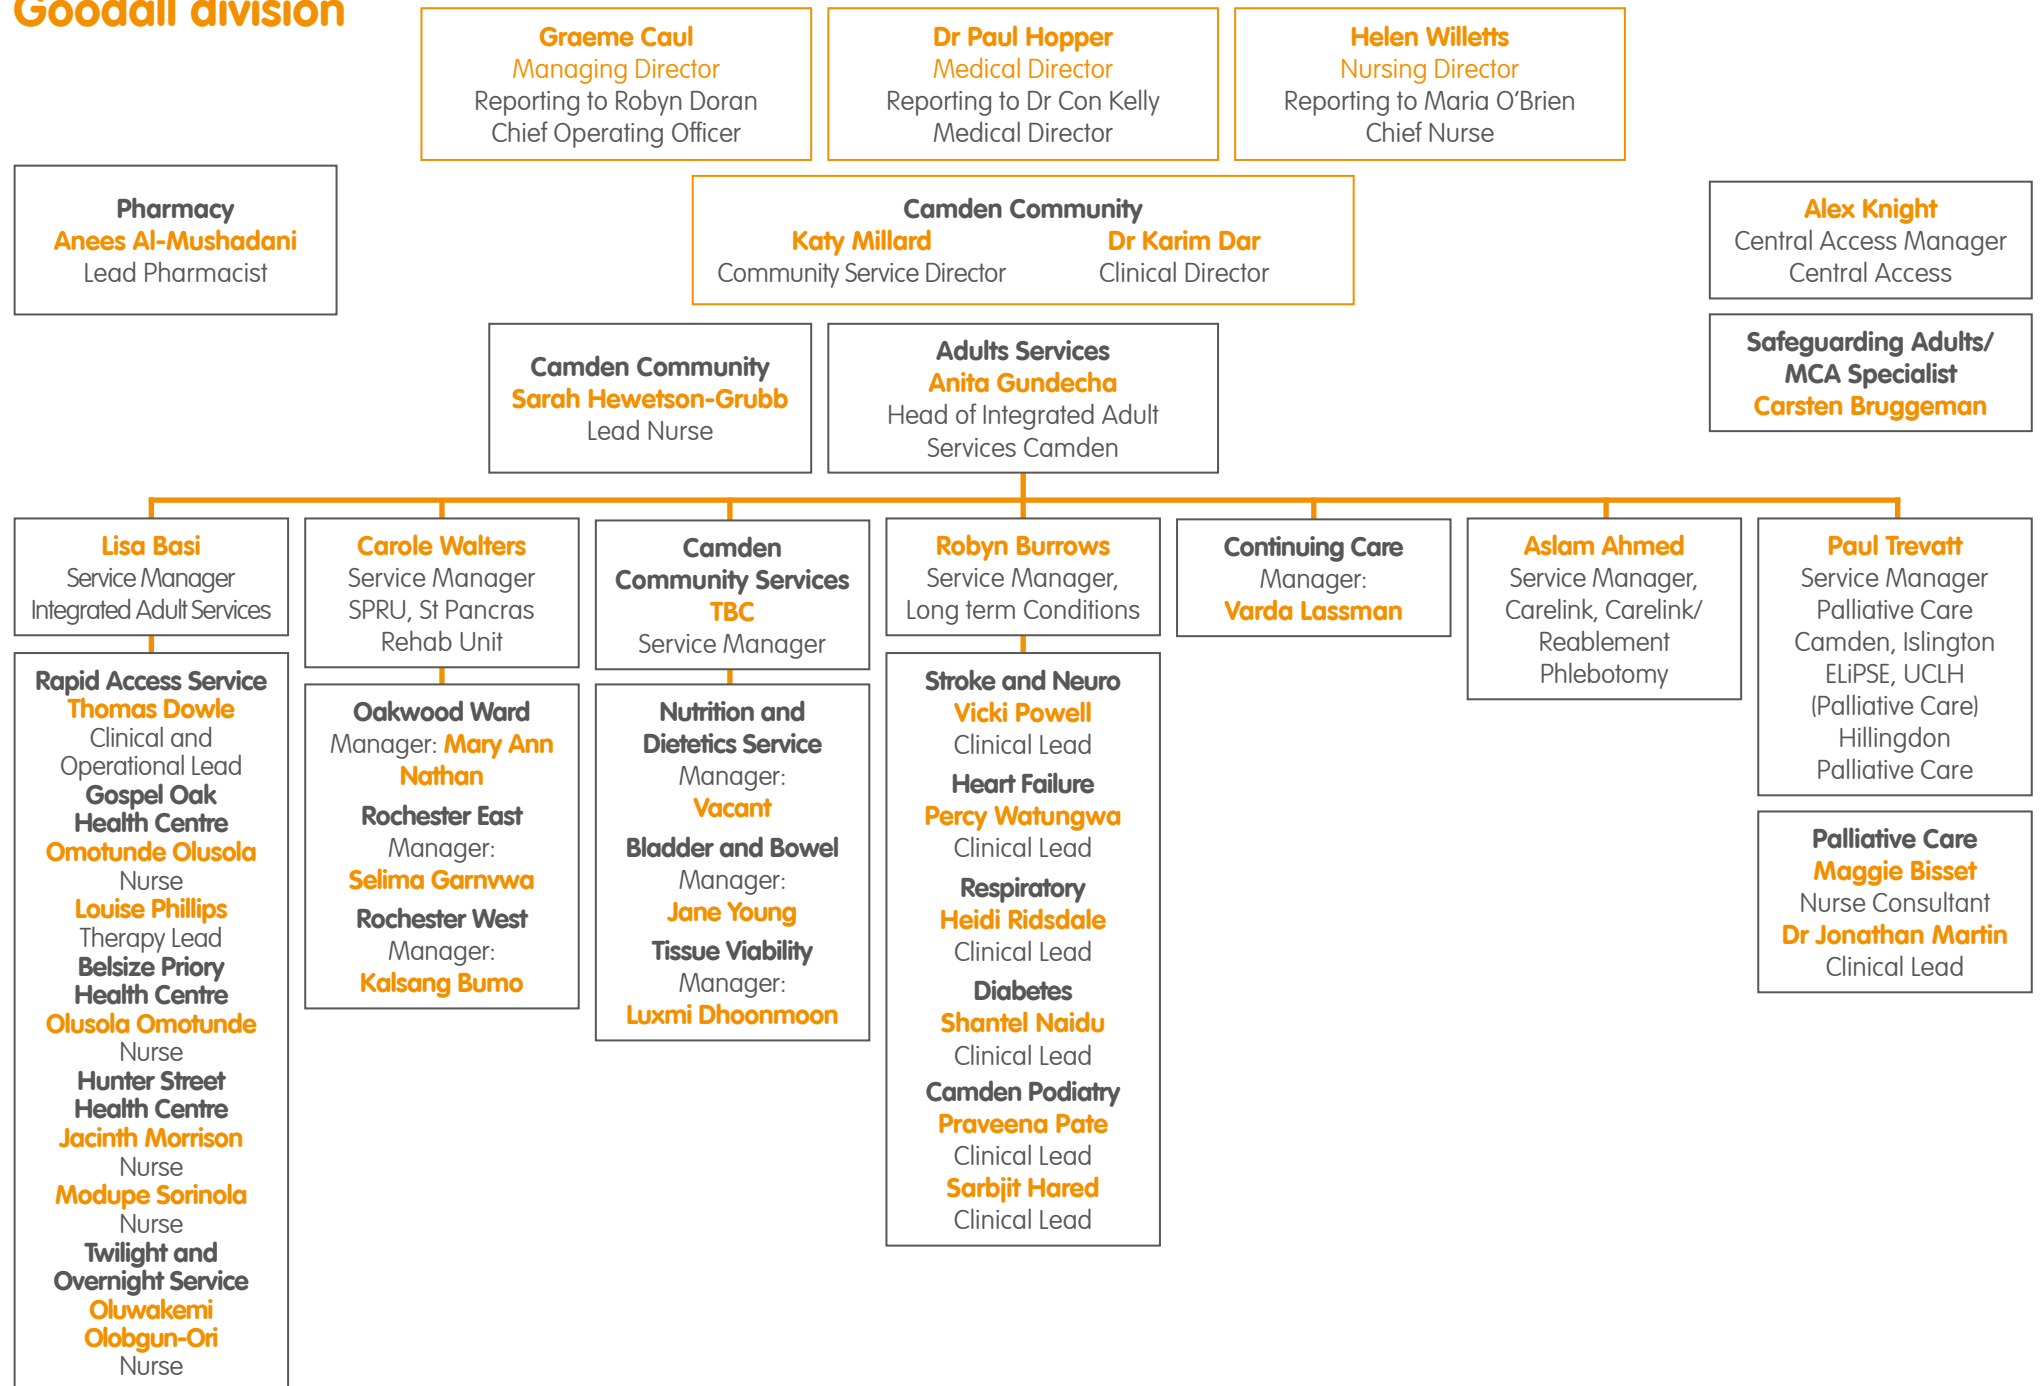 Goodall division
Graeme Caul
Managing Director
Reporting to Robyn Doran
Chief Operating Officer
Dr Paul Hopper
Medical Director
Reporting to Dr Con Kelly
Medical Director
Helen Willetts
Nursing Director
Reporting to Maria O’Brien
Chief Nurse
Pharmacy
Anees Al-Mushadani
Lead Pharmacist
Camden Community
Katy Millard
Community Service Director
Dr Karim Dar
Clinical Director
Alex Knight
Central Access Manager
Central Access
Safeguarding Adults/
MCA Specialist
Carsten Bruggeman
Camden Community
Sarah Hewetson-Grubb
Lead Nurse
Adults Services
Anita Gundecha
Head of Integrated Adult
Services Camden
Lisa Basi
Service Manager
Integrated Adult Services
Rapid Access Service
Thomas Dowle
Clinical and
Operational Lead
Gospel Oak
Health Centre
Omotunde Olusola
Nurse
Louise Phillips
Therapy Lead
Belsize Priory
Health Centre
Olusola Omotunde
Nurse
Hunter Street
Health Centre
Jacinth Morrison
Nurse
Modupe Sorinola
Nurse
Twilight and
Overnight Service
Oluwakemi
Olobgun-Ori
Nurse
Carole Walters
Service Manager
SPRU, St Pancras
Rehab Unit
Oakwood Ward
Manager: Mary Ann
Nathan
Rochester East
Manager:
Selima Garnvwa
Rochester West
Manager:
Kalsang Bumo
Camden
Community Services
TBC
Service Manager
Nutrition and
Dietetics Service
Manager:
Vacant
Bladder and Bowel
Manager:
Jane Young
Tissue Viability
Manager:
Luxmi Dhoonmoon
Robyn Burrows
Service Manager,
Long term Conditions
Stroke and Neuro
Vicki Powell
Clinical Lead
Heart Failure
Percy Watungwa
Clinical Lead
Respiratory
Heidi Ridsdale
Clinical Lead
Diabetes
Shantel Naidu
Clinical Lead
Camden Podiatry
Praveena Pate
Clinical Lead
Sarbjit Hared
Clinical Lead
Continuing Care
Manager:
Varda Lassman
Aslam Ahmed
Service Manager,
Carelink, Carelink/
Reablement
Phlebotomy
Paul Trevatt
Service Manager
Palliative Care
Camden, Islington
ELiPSE, UCLH
(Palliative Care)
Hillingdon
Palliative Care
Palliative Care
Maggie Bisset
Nurse Consultant
Dr Jonathan Martin
Clinical Lead